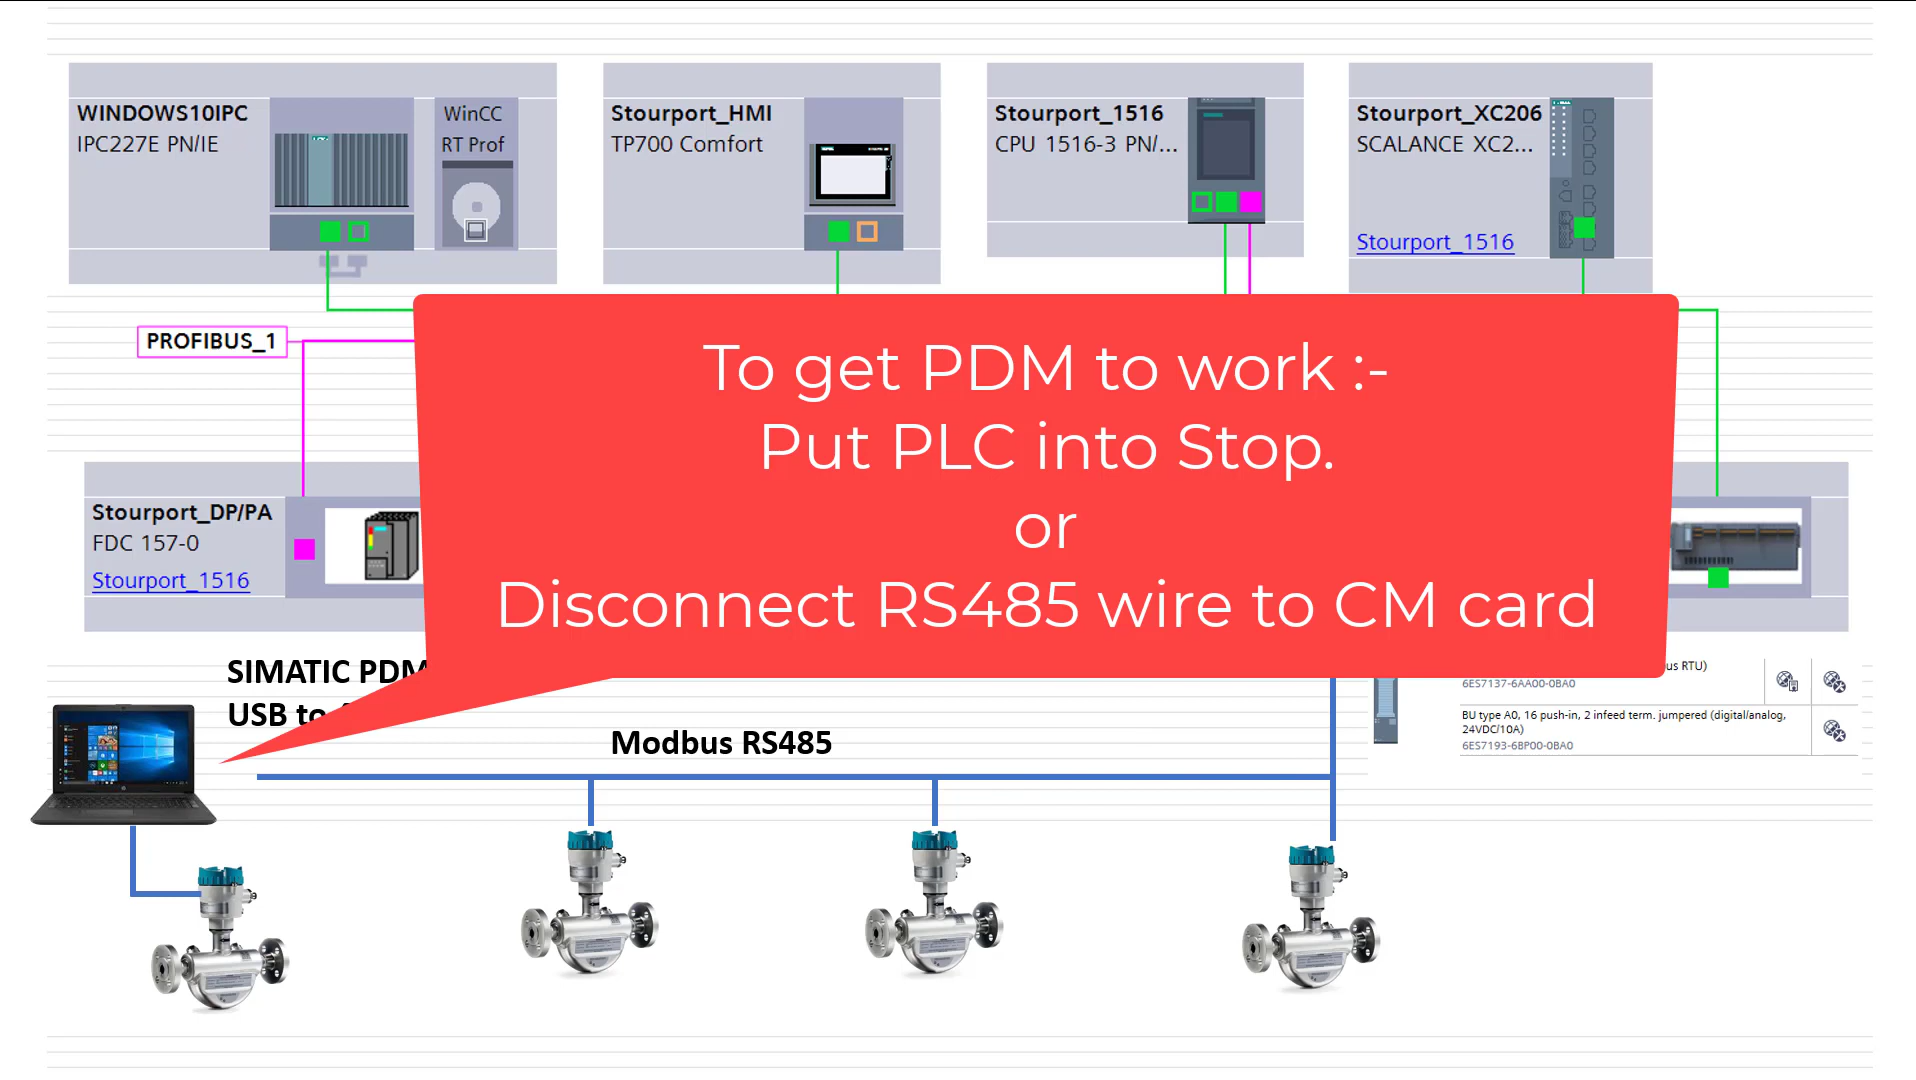 WINDOWS10IPC
IPC227E PN/IE
WinCC
RT Prof
Stourport_HMI
TP700 Comfort
Stourport_1516
CPU 1516-3 PN/...
Stourport_XC206
SCALANCE XC2...
Stourport_1516
PROFIBUS_1
To get PDM to work :-
Put PLC into Stop.
or
Disconnect RS485 wire to CM card
Stourport_DP/PA
FDC 157-0
Stourport_1516
SIMATIC PDM
USB to
Modbus RS485
us RTU)
6ES7137-6AA00-0BA0
BU type A0, 16 push-in, 2 infeed term. jumpered (digital/analog,
24VDC/10A)
6ES7193-6BP00-0BA0